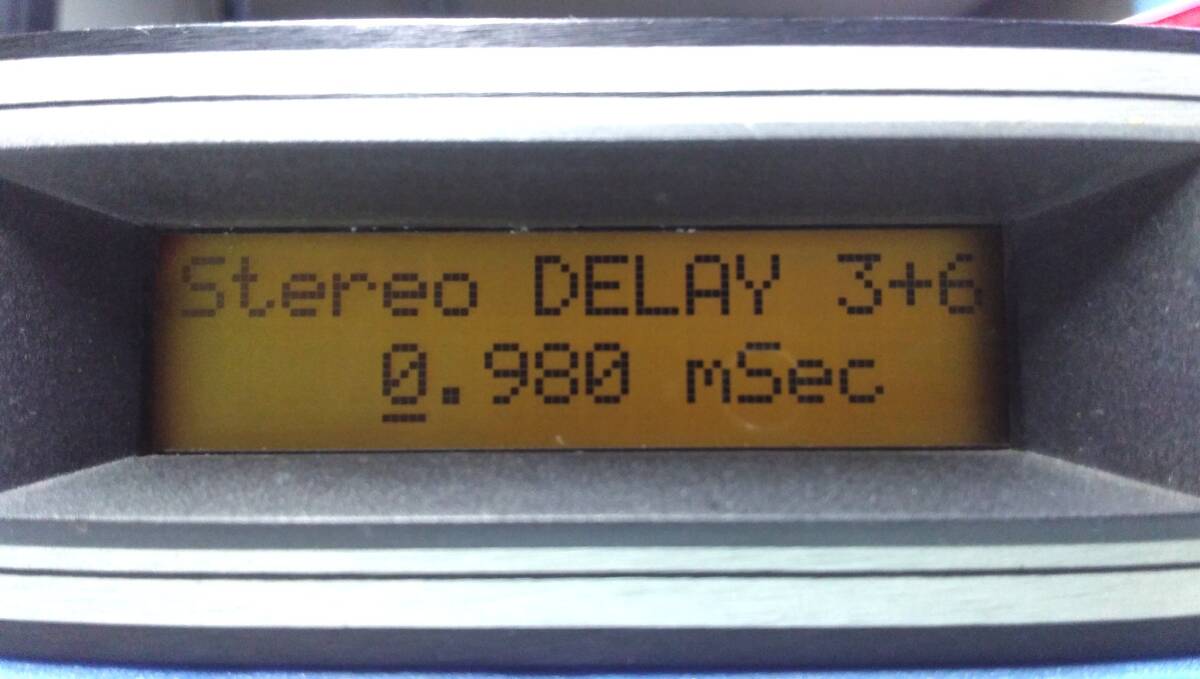 Stereo DELAY 3+6
0.980 mSec